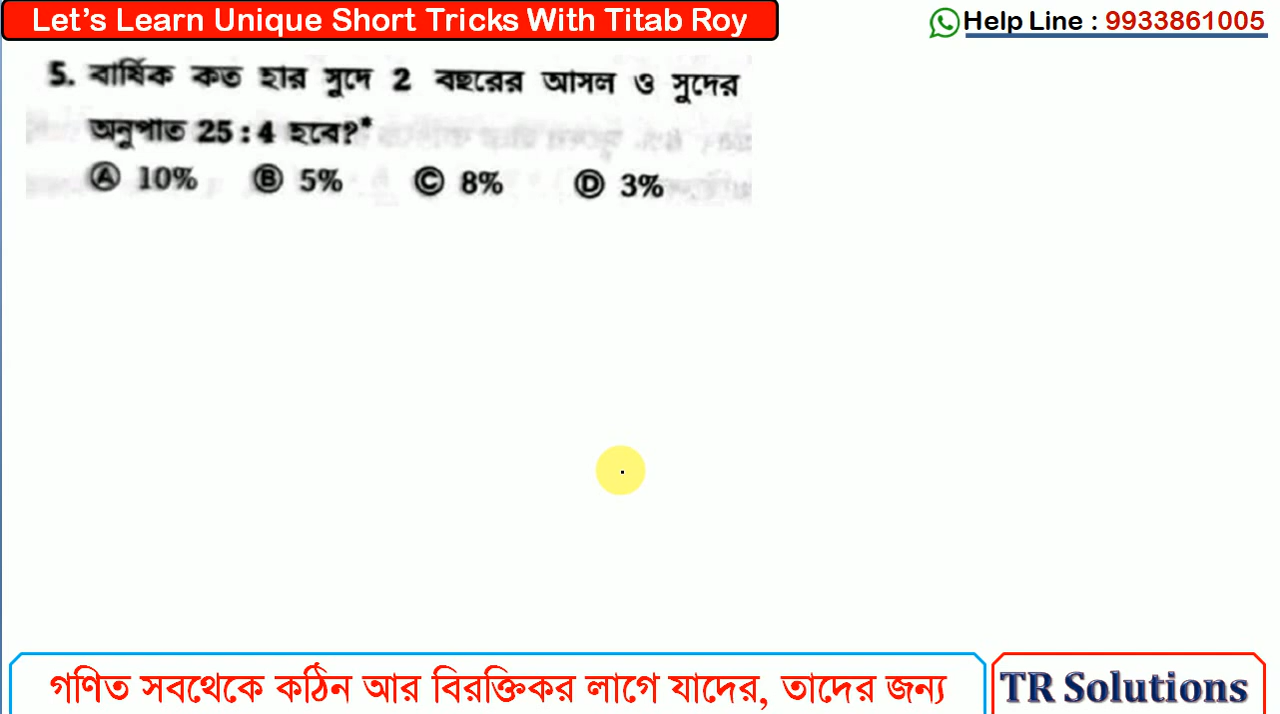 Let's Learn Unique Short Tricks With Titab Roy
Help Line : 9933861005
5. বার্ষিক কত হার সুদে 2 বছরের আসল ও সুদের
অনুপাত 25 : 4 হবে?*
Ⓐ 10% Ⓑ 5% Ⓒ 8% Ⓓ 3%
গণিত সবথেকে কঠিন আর বিরক্তিকর লাগে যাদের, তাদের জন্য
TR Solutions